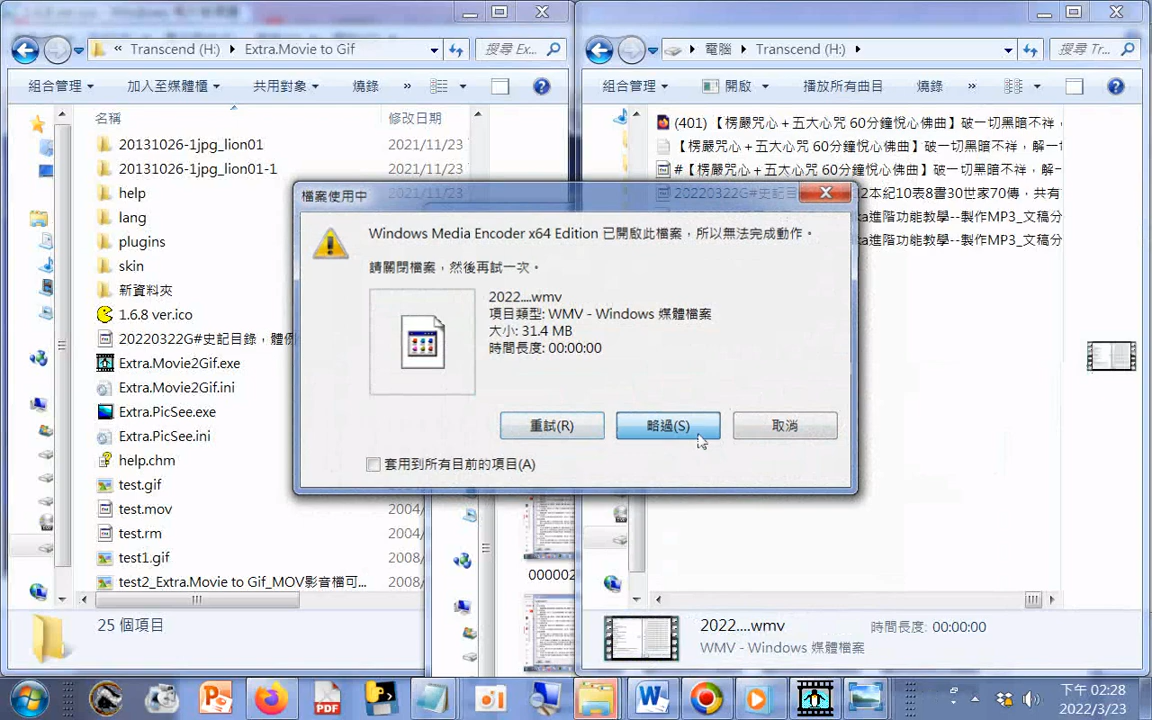 Transcend (H:)
Extra.Movie to Gif
搜尋 Ex...
組合管理
加入至媒體櫃
共用對象
燒錄
名稱
修改日期
20131026-1jpg_lion01
2021/11/23
20131026-1jpg_lion01-1
2021/11/23
help
2021/11/23
lang
plugins
skin
新資料夾
1.6.8 ver.ico
20220322G#史記目錄，體例
Extra.Movie2Gif.exe
Extra.Movie2Gif.ini
Extra.PicSee.exe
Extra.PicSee.ini
help.chm
test.gif
test.mov
2004/
test.rm
2004/
test1.gif
2008/
test2_Extra.Movie to Gif_MOV影音檔可...
2008/
25 個項目
000002
電腦
Transcend (H:)
搜尋 Tr...
組合管理
開啟
播放所有曲目
燒錄
(401) 【楞嚴咒心＋五大心咒 60分鐘悅心佛曲】破一切黑暗不祥，
【楞嚴咒心＋五大心咒 60分鐘悅心佛曲】破一切黑暗不祥，解一
#【楞嚴咒心＋五大心咒 60分鐘悅心佛曲】破一切黑暗不祥，解一
20220322G#史記目
2本紀10表8書30世家70傳，共有
ka進階功能教學--製作MP3_文稿分
ka進階功能教學--製作MP3_文稿分
檔案使用中
Windows Media Encoder x64 Edition 已開啟此檔案，所以無法完成動作。
請關閉檔案，然後再試一次。
2022....wmv
項目類型: WMV - Windows 媒體檔案
大小: 31.4 MB
時間長度: 00:00:00
重試(R)
略過(S)
取消
套用到所有目前的項目(A)
2022....wmv
時間長度: 00:00:00
WMV - Windows 媒體檔案
PDF
下午 02:28
2022/3/23